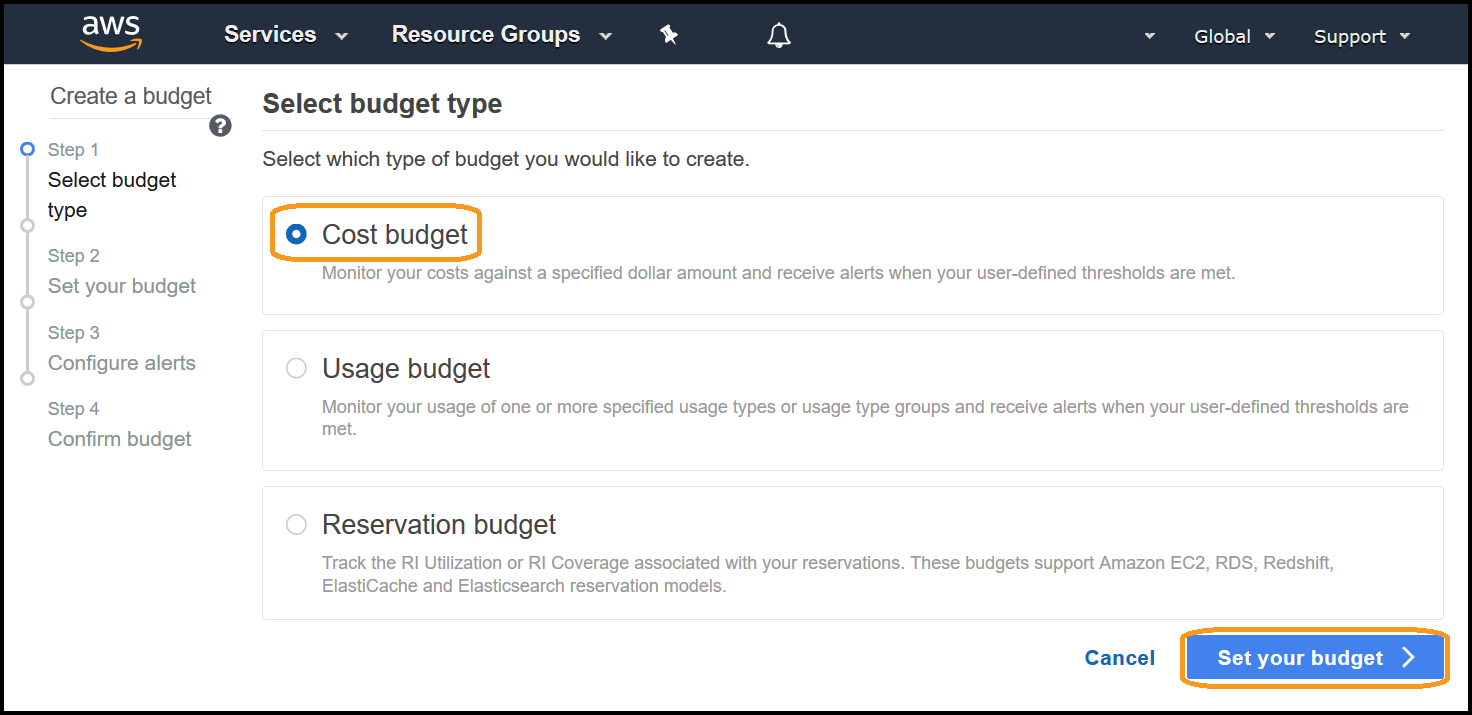 aws
Services
Resource Groups
Global
Support
Create a budget
?
Step 1
Select budget
type
Step 2
Set your budget
Step 3
Configure alerts
Step 4
Confirm budget
Select budget type
Select which type of budget you would like to create.
Cost budget
Monitor your costs against a specified dollar amount and receive alerts when your user-defined thresholds are met.
Usage budget
Monitor your usage of one or more specified usage types or usage type groups and receive alerts when your user-defined thresholds are
met.
Reservation budget
Track the RI Utilization or RI Coverage associated with your reservations. These budgets support Amazon EC2, RDS, Redshift,
ElastiCache and Elasticsearch reservation models.
Cancel
Set your budget